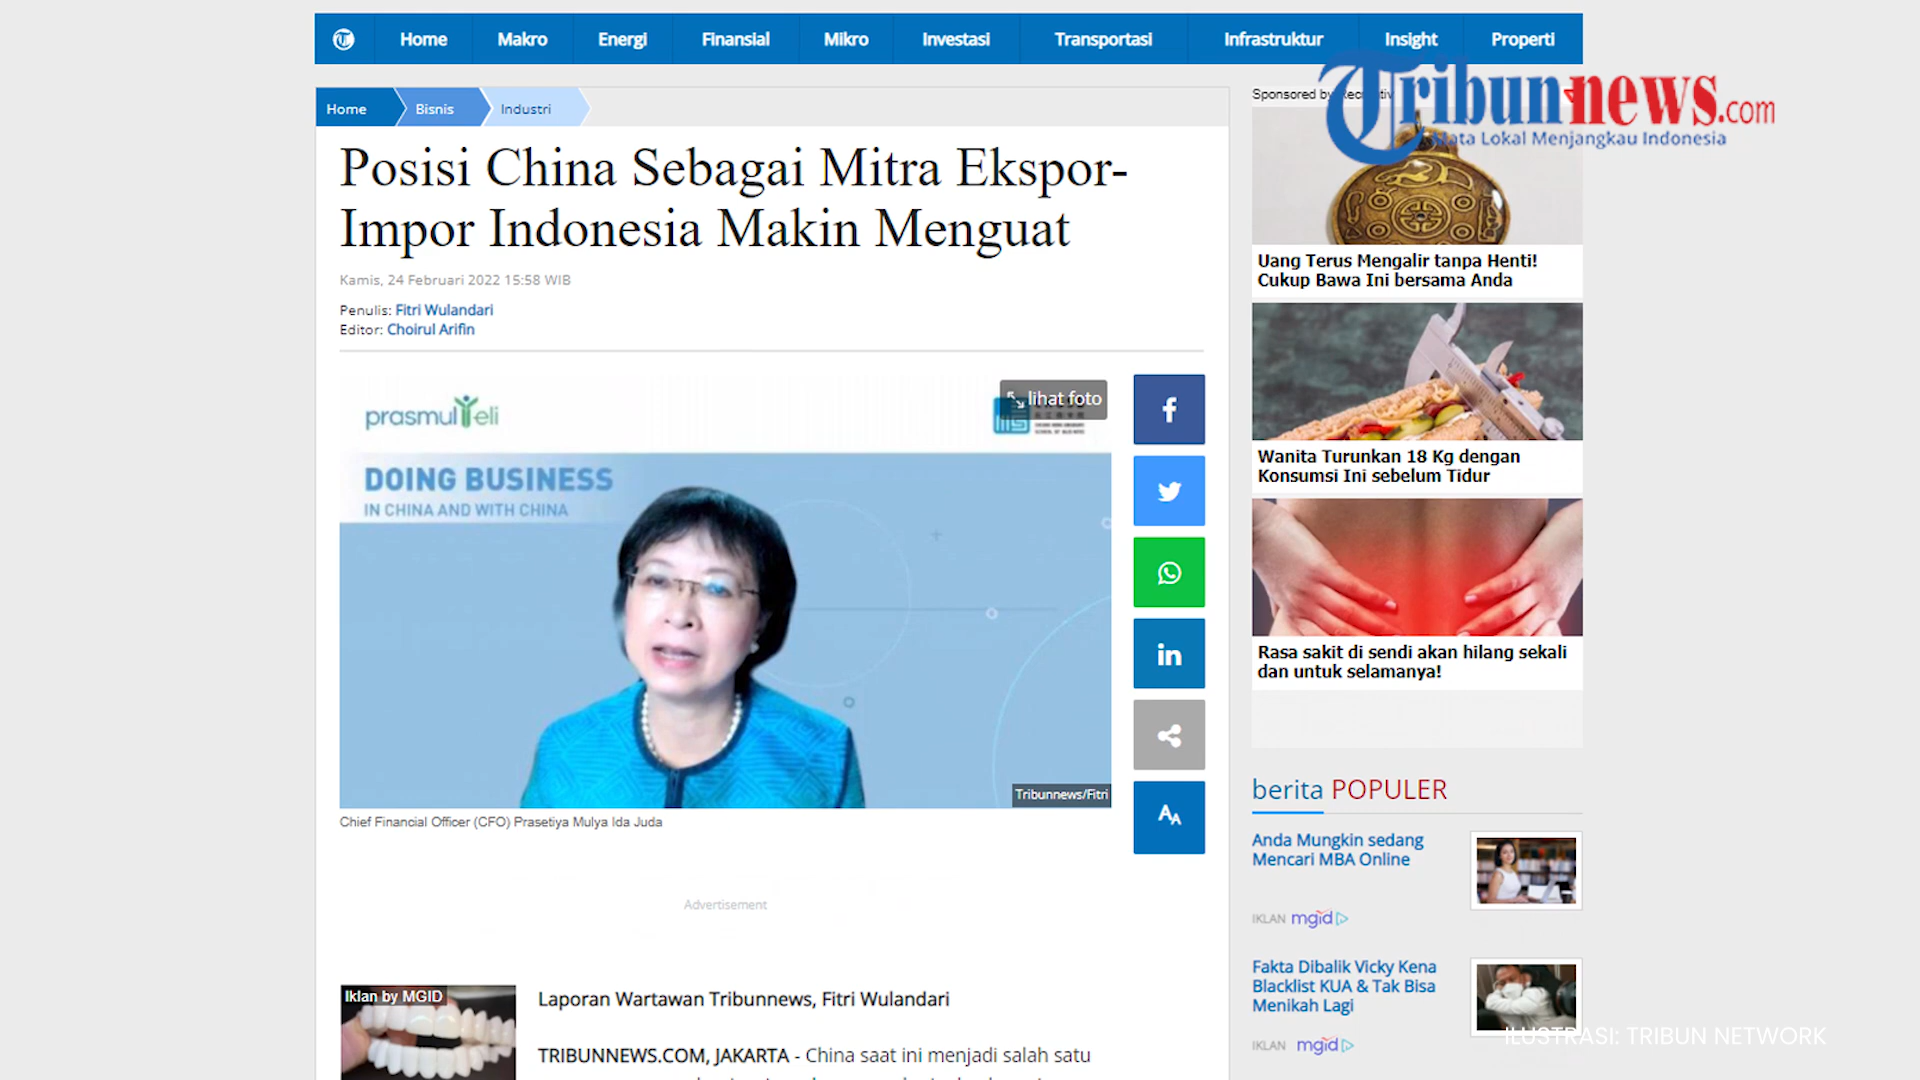 Home
Makro
Energi
Finansial
Mikro
Investasi
Transportasi
Infrastruktur
Insight
Properti
Tribunnews.com
Mata Lokal Menjangkau Indonesia
Home
Bisnis
Industri
Posisi China Sebagai Mitra Ekspor-
Impor Indonesia Makin Menguat
Kamis, 24 Februari 2022 15:58 WIB
Penulis: Fitri Wulandari
Editor: Choirul Arifin
prasmul eli
lihat foto
DOING BUSINESS
IN CHINA AND WITH CHINA
Tribunnews/Fitri
Chief Financial Officer (CFO) Prasetiya Mulya Ida Juda
Advertisement
Iklan by MGID
Laporan Wartawan Tribunnews, Fitri Wulandari
TRIBUNNEWS.COM, JAKARTA - China saat ini menjadi salah satu
Sponsored by
Uang Terus Mengalir tanpa Henti!
Cukup Bawa Ini bersama Anda
Wanita Turunkan 18 Kg dengan
Konsumsi Ini sebelum Tidur
Rasa sakit di sendi akan hilang sekali
dan untuk selamanya!
berita POPULER
Anda Mungkin sedang
Mencari MBA Online
IKLAN mgid
Fakta Dibalik Vicky Kena
Blacklist KUA & Tak Bisa
Menikah Lagi
IKLAN mgid
ILUSTRASI: TRIBUN NETWORK